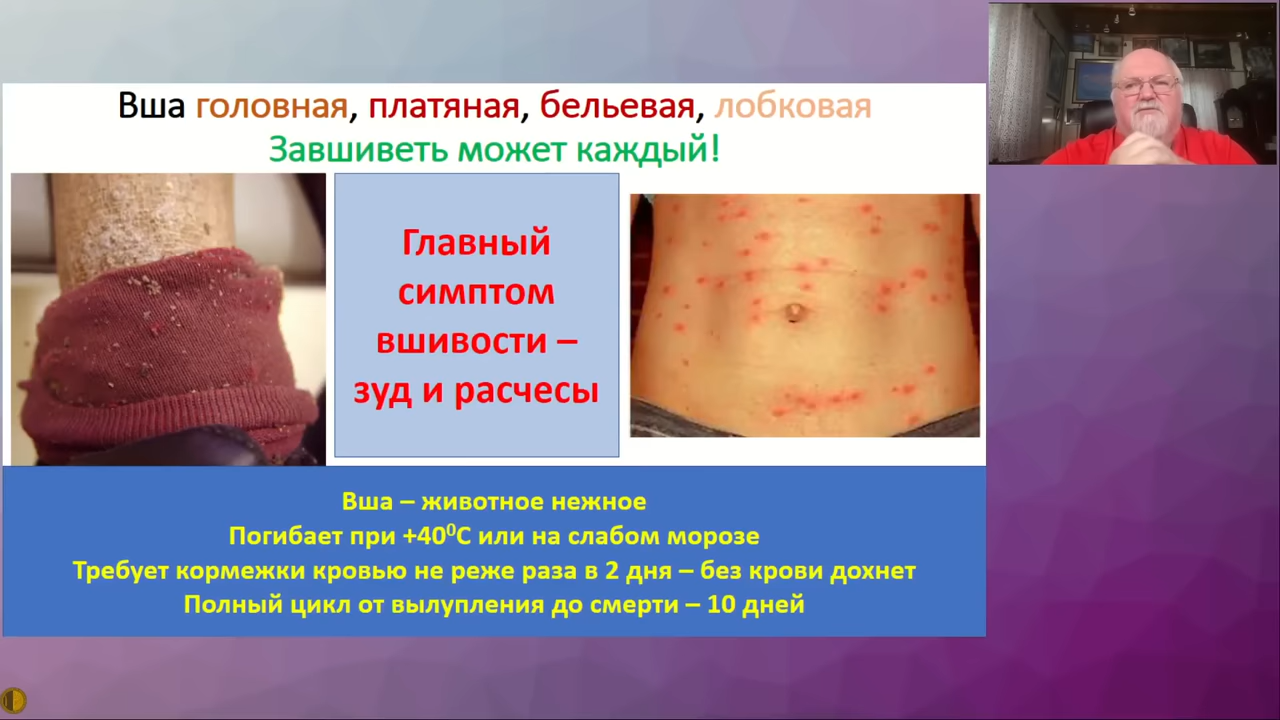 Вша головная, платяная, бельевая, лобковая
Завшиветь может каждый!
Главный
симптом
вшивости –
зуд и расчесы
Вша – животное нежное
Погибает при +40⁰С или на слабом морозе
Требует кормежки кровью не реже раза в 2 дня – без крови дохнет
Полный цикл от вылупления до смерти – 10 дней